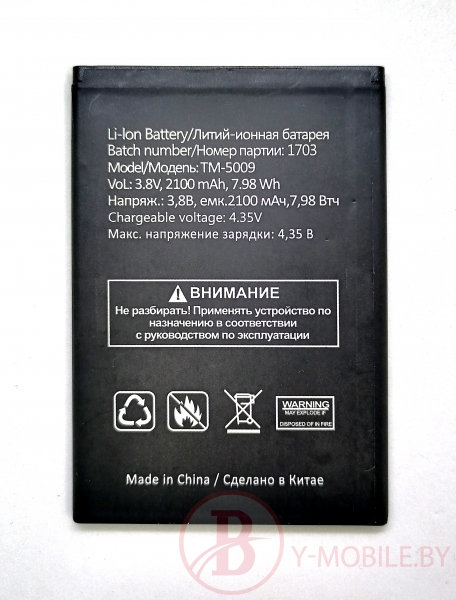 Li-Ion Battery/Литий-ионная батарея
Batch number/Номер партии: 1703
Model/Модель: TM-5009
VoL: 3.8V, 2100 mAh, 7.98 Wh
Напряж.: 3,8В, емк.2100 мАч,7,98 Втч
Chargeable voltage: 4.35V
Макс. напряжение зарядки: 4,35 В
ВНИМАНИЕ
Не разбирать! Применять устройство по
назначению в соответствии
с руководством по эксплуатации
WARNING
MAY EXPLODE IF
DISPOSED OF IN FIRE
Made in China / Сделано в Китае
B
Y-MOBILE.BY